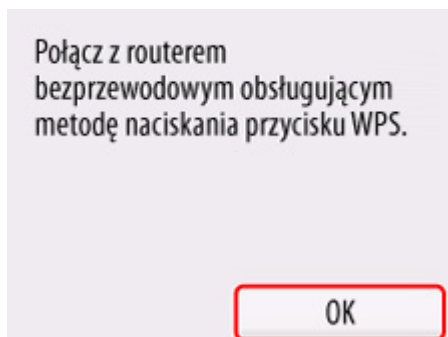 Połącz z routerem
bezprzewodowym obsługującym
metodę naciskania przycisku WPS.
OK